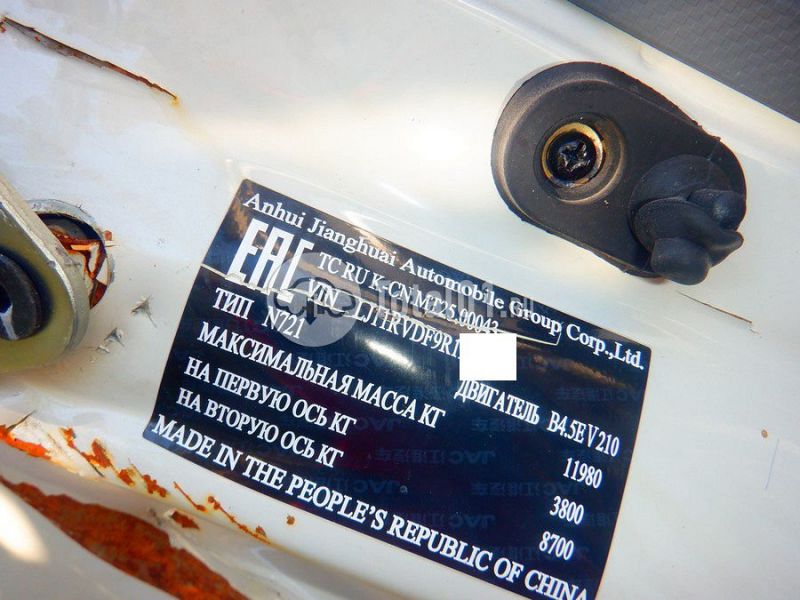 Anhui Jianghuai Automobile Group Corp.,Ltd.
EAC
TC RU K-CN.MT25.00043
VIN LJ11RVDF9R1
ТИП N721
ДВИГАТЕЛЬ B4.5EV210
МАКСИМАЛЬНАЯ МАССА КГ 11980
НА ПЕРВУЮ ОСЬ КГ 3800
НА ВТОРУЮ ОСЬ КГ 8700
MADE IN THE PEOPLE'S REPUBLIC OF CHINA